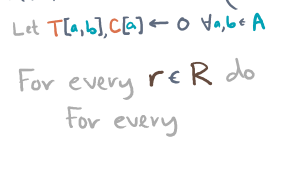 Let T[a,b], C[a] ← 0 ∀a,b ∈ A
For every r ∈ R do
For every